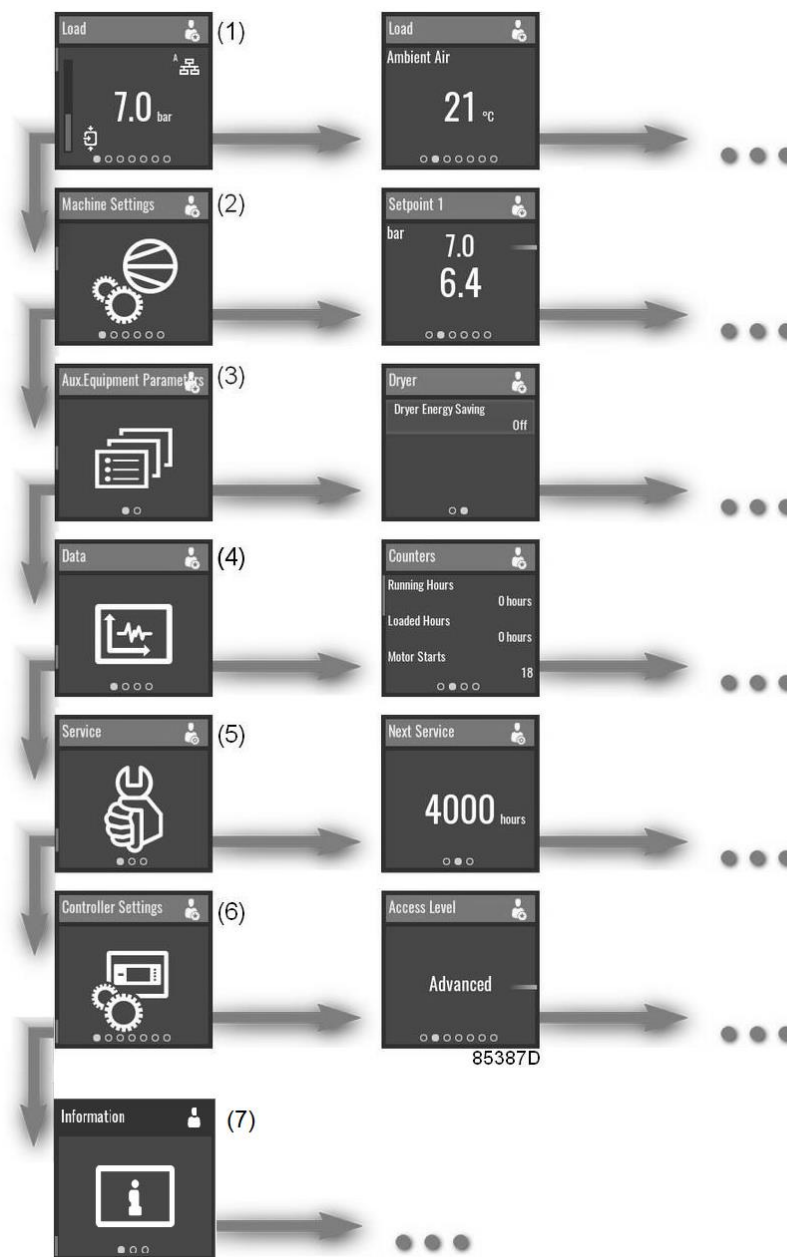 Load
(1)
A
7.0 bar
Load
Ambient Air
21 °C
Machine Settings
(2)
Setpoint 1
bar
7.0
6.4
Aux.Equipment Parameters
(3)
Dryer
Dryer Energy Saving
Off
Data
(4)
Counters
Running Hours
0 hours
Loaded Hours
0 hours
Motor Starts
18
Service
(5)
Next Service
4000 hours
Controller Settings
(6)
Access Level
Advanced
85387D
Information
(7)